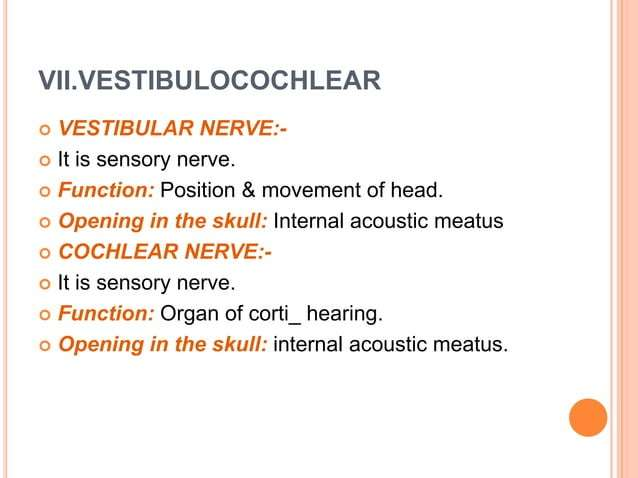 VII.VESTIBULOCOCHLEAR
VESTIBULAR NERVE:-
It is sensory nerve.
Function: Position & movement of head.
Opening in the skull: Internal acoustic meatus
COCHLEAR NERVE:-
It is sensory nerve.
Function: Organ of corti_ hearing.
Opening in the skull: internal acoustic meatus.